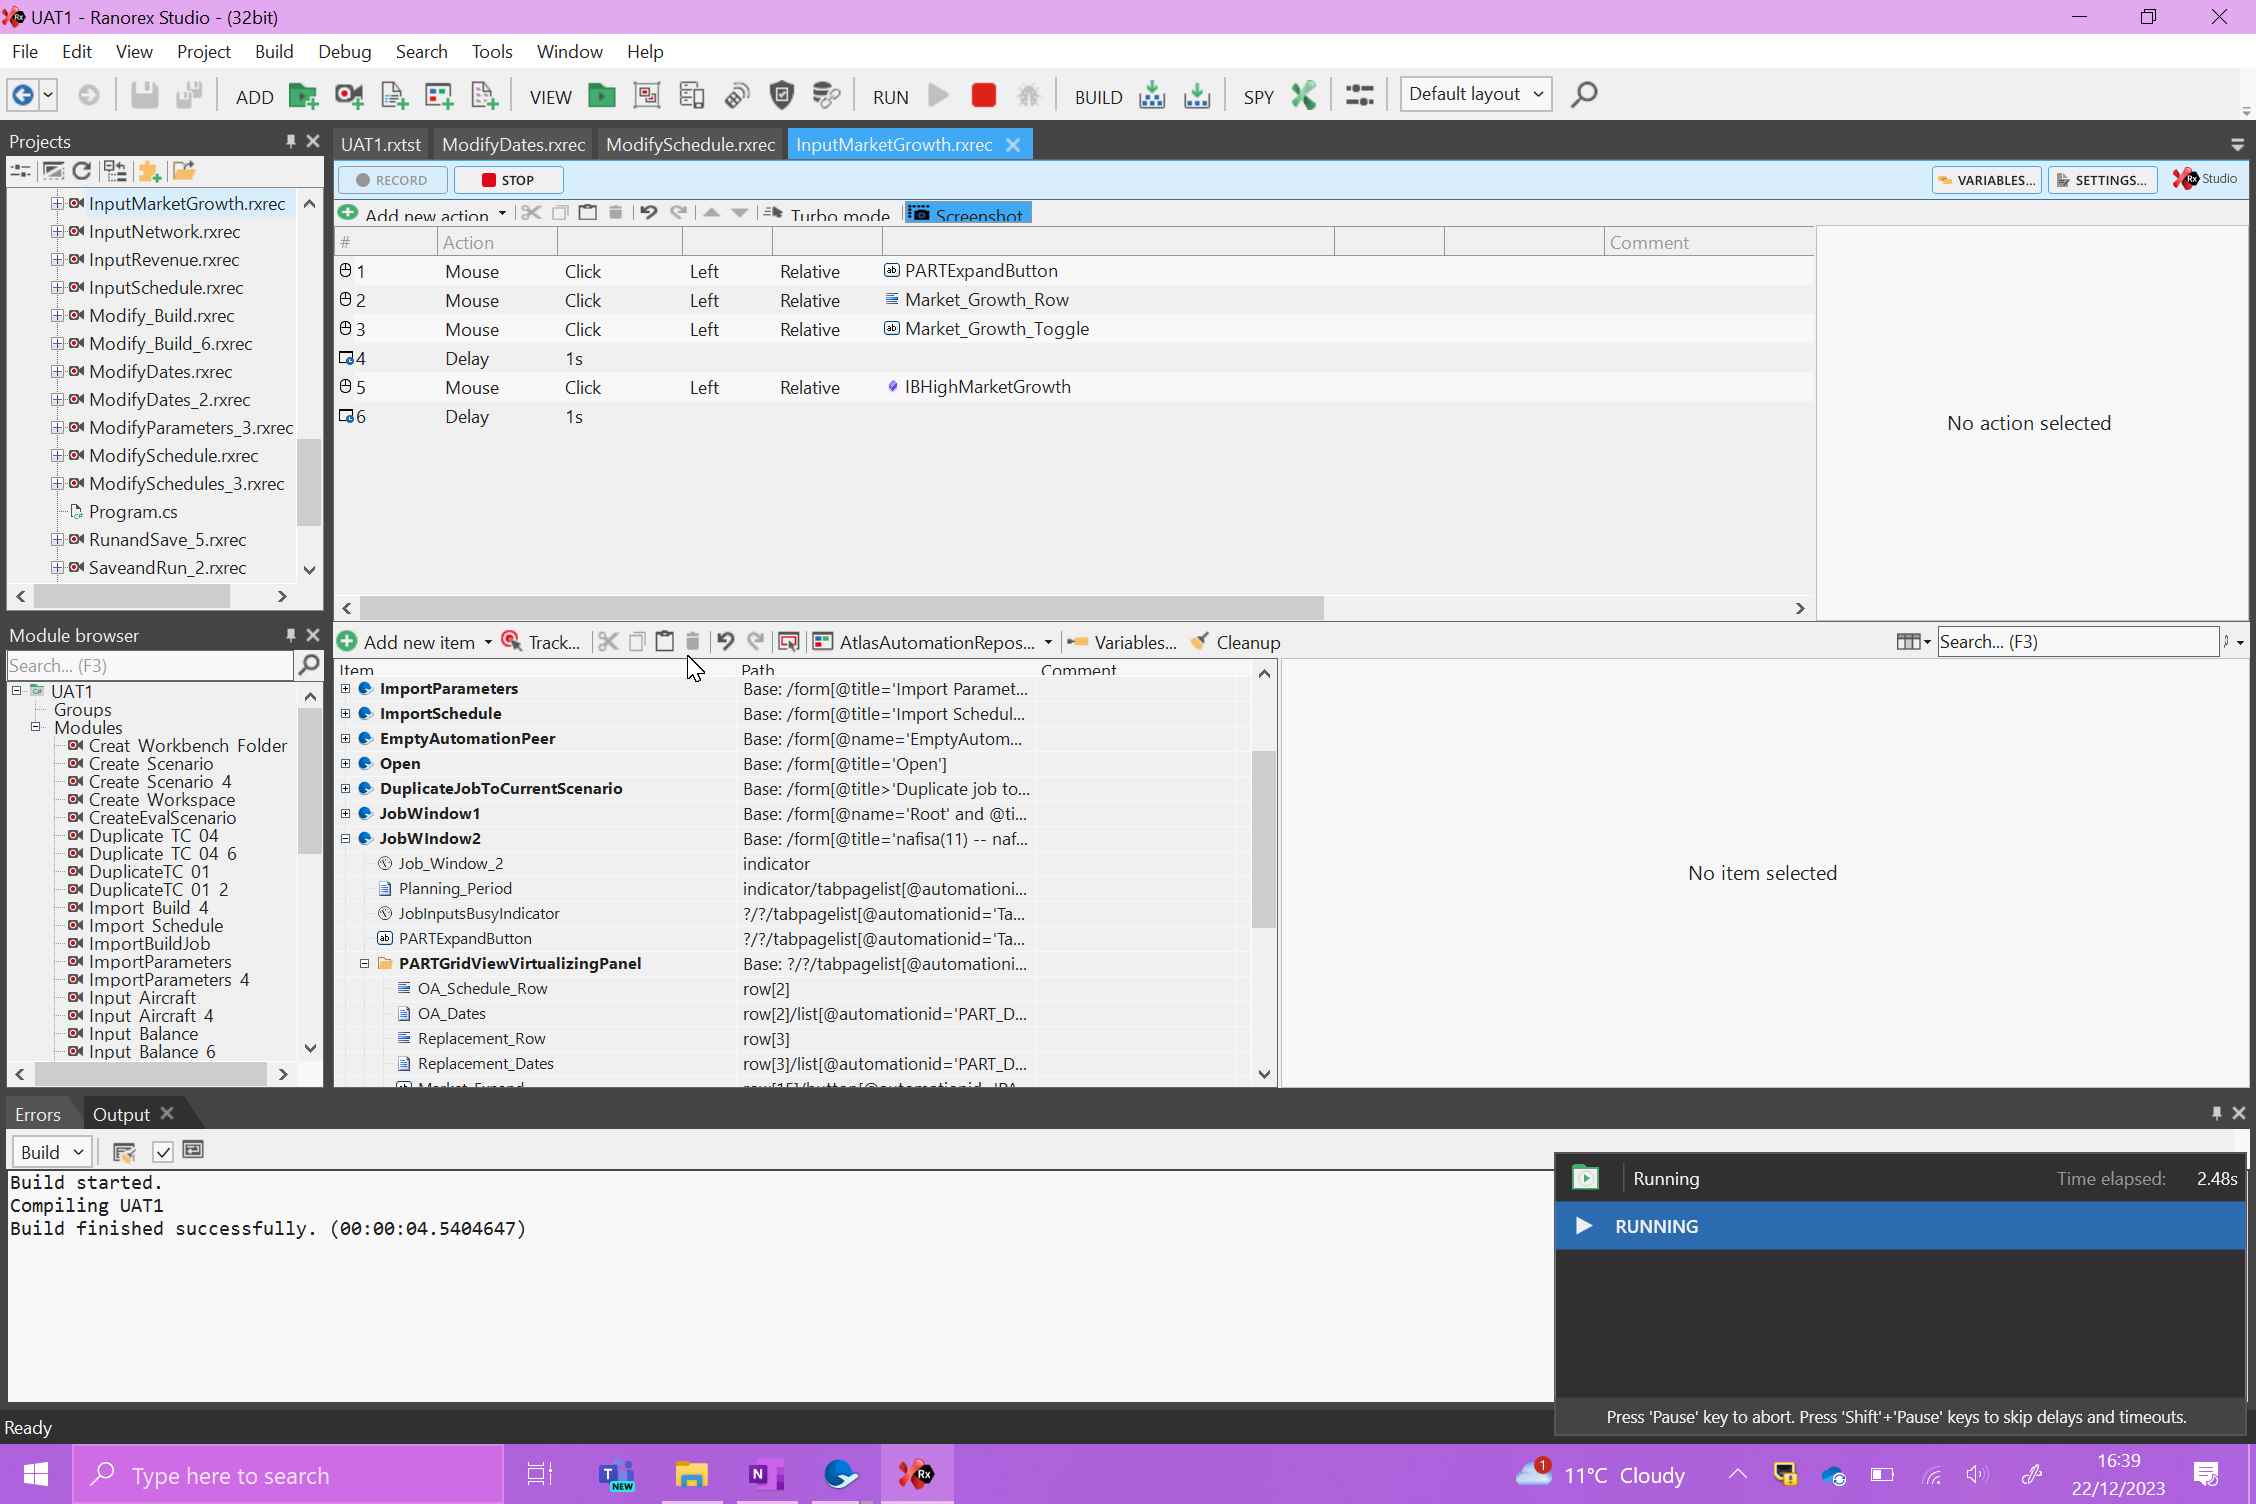 UAT1 - Ranorex Studio - (32bit)
File Edit View Project Build Debug Search Tools Window Help
ADD VIEW RUN BUILD SPY Default layout
Projects
UAT1.rxtst ModifyDates.rxrec ModifySchedule.rxrec InputMarketGrowth.rxrec
RECORD STOP VARIABLES... SETTINGS... Rx Studio
Add new action Turbo mode Screenshot
# Action Comment
1 Mouse Click Left Relative PARTExpandButton
2 Mouse Click Left Relative Market_Growth_Row
3 Mouse Click Left Relative Market_Growth_Toggle
4 Delay 1s
5 Mouse Click Left Relative IBHighMarketGrowth
6 Delay 1s
No action selected
InputMarketGrowth.rxrec
InputNetwork.rxrec
InputRevenue.rxrec
InputSchedule.rxrec
Modify_Build.rxrec
Modify_Build_6.rxrec
ModifyDates.rxrec
ModifyDates_2.rxrec
ModifyParameters_3.rxrec
ModifySchedule.rxrec
ModifySchedules_3.rxrec
Program.cs
RunandSave_5.rxrec
SaveandRun_2.rxrec
Module browser
Search... (F3)
UAT1
Groups
Modules
Creat Workbench Folder
Create Scenario
Create Scenario 4
Create Workspace
CreateEvalScenario
Duplicate TC 04
Duplicate TC 04 6
DuplicateTC 01
DuplicateTC 01 2
Import Build 4
Import Schedule
ImportBuildJob
ImportParameters
ImportParameters 4
Input Aircraft
Input Aircraft 4
Input Balance
Input Balance 6
Add new item Track... AtlasAutomationRepos... Variables... Cleanup Search... (F3)
Item Path Comment
ImportParameters Base: /form[@title='Import Paramet...
ImportSchedule Base: /form[@title='Import Schedul...
EmptyAutomationPeer Base: /form[@name='EmptyAutom...
Open Base: /form[@title='Open']
DuplicateJobToCurrentScenario Base: /form[@title>'Duplicate job to...
JobWindow1 Base: /form[@name='Root' and @ti...
JobWIndow2 Base: /form[@title='nafisa(11) -- naf...
Job_Window_2 indicator
Planning_Period indicator/tabpagelist[@automationi...
JobInputsBusyIndicator ?/?/tabpagelist[@automationid='Ta...
PARTExpandButton ?/?/tabpagelist[@automationid='Ta...
PARTGridViewVirtualizingPanel Base: ?/?/tabpagelist[@automationi...
OA_Schedule_Row row[2]
OA_Dates row[2]/list[@automationid='PART_D...
Replacement_Row row[3]
Replacement_Dates row[3]/list[@automationid='PART_D...
No item selected
Errors Output
Build
Build started.
Compiling UAT1
Build finished successfully. (00:00:04.5404647)
Running Time elapsed: 2.48s
RUNNING
Press 'Pause' key to abort. Press 'Shift'+'Pause' keys to skip delays and timeouts.
Ready
Type here to search
NEW
1
11°C Cloudy
16:39
22/12/2023